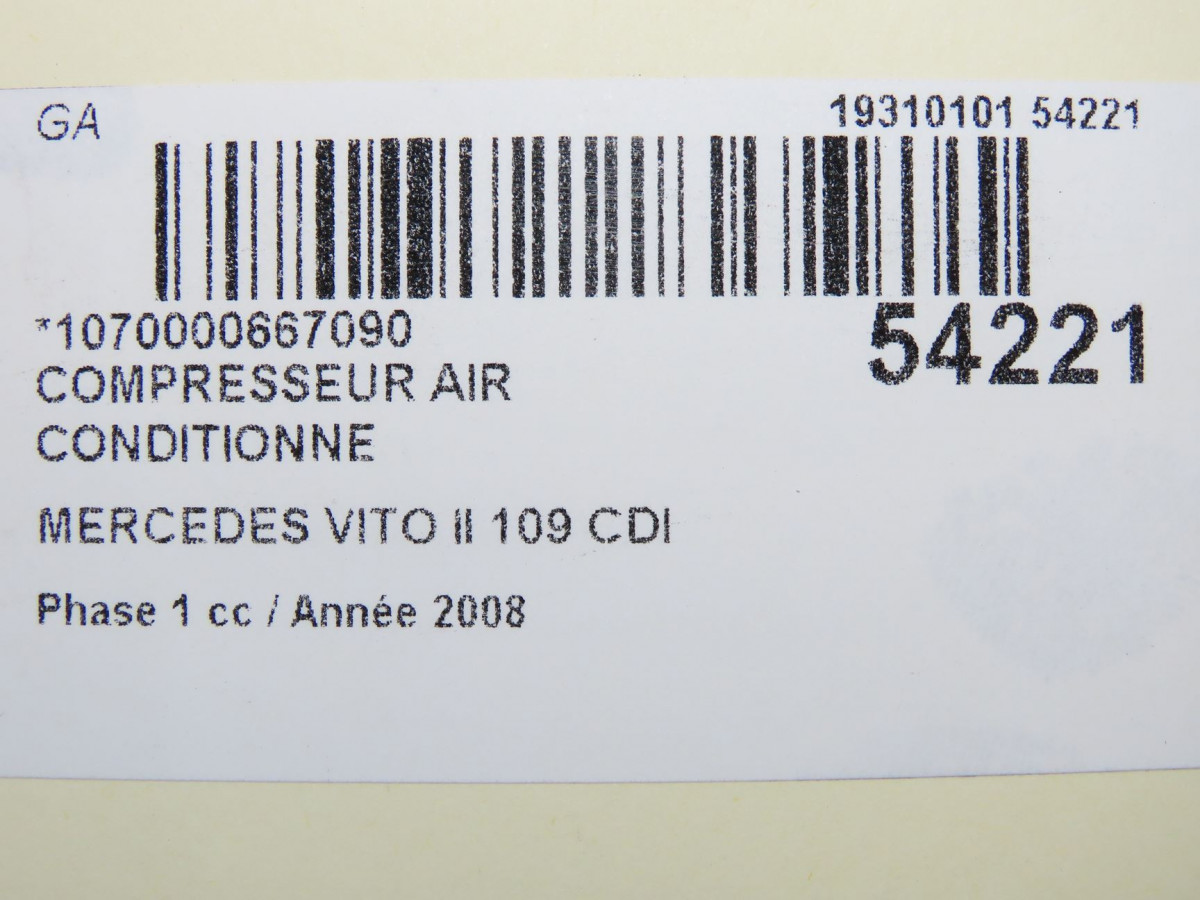 GA
19310101 54221
*1070000667090
54221
COMPRESSEUR AIR
CONDITIONNE
MERCEDES VITO II 109 CDI
Phase 1 cc / Année 2008